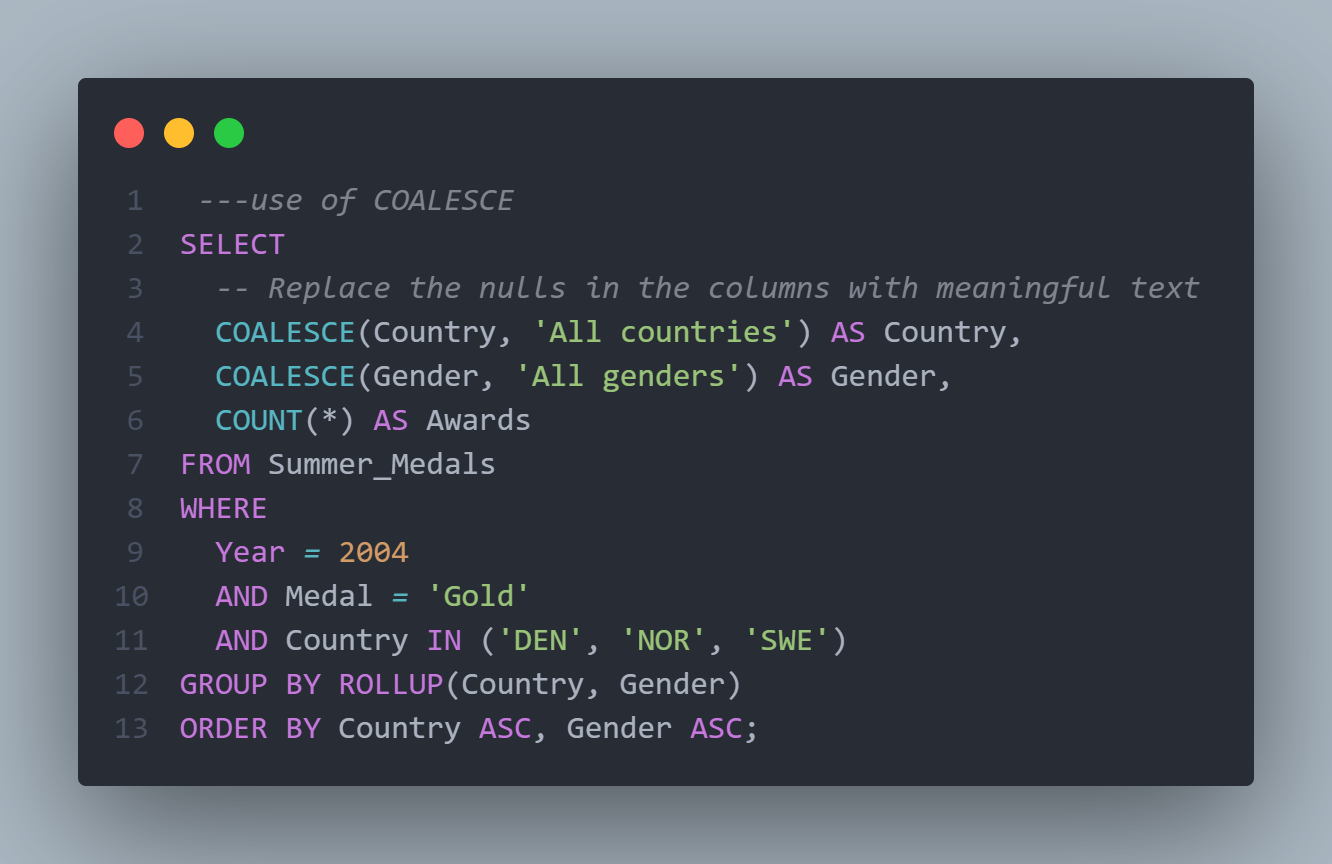 1 ---use of COALESCE
2 SELECT
3 -- Replace the nulls in the columns with meaningful text
4 COALESCE(Country, 'All countries') AS Country,
5 COALESCE(Gender, 'All genders') AS Gender,
6 COUNT(*) AS Awards
7 FROM Summer_Medals
8 WHERE
9 Year = 2004
10 AND Medal = 'Gold'
11 AND Country IN ('DEN', 'NOR', 'SWE')
12 GROUP BY ROLLUP(Country, Gender)
13 ORDER BY Country ASC, Gender ASC;